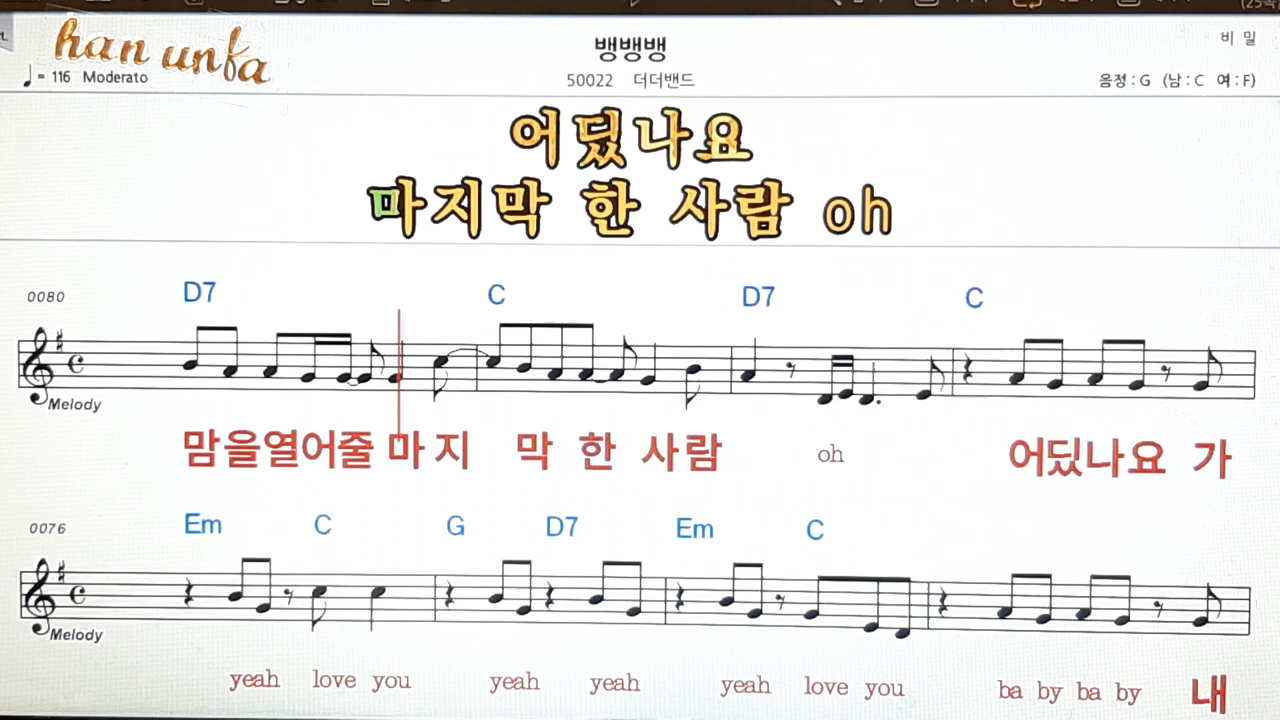 han unfa
뱅뱅뱅
비 밀
♩= 116 Moderato
50022 더더밴드
음정 : G (남 : C 여 : F)
어딨나요
마지막 한 사람 oh
0080
D7 C D7 C
Melody
맘을열어줄 마 지 막 한 사람 oh 어딨나요 가
0076
Em C G D7 Em C
Melody
yeah love you yeah yeah yeah love you ba by ba by 내